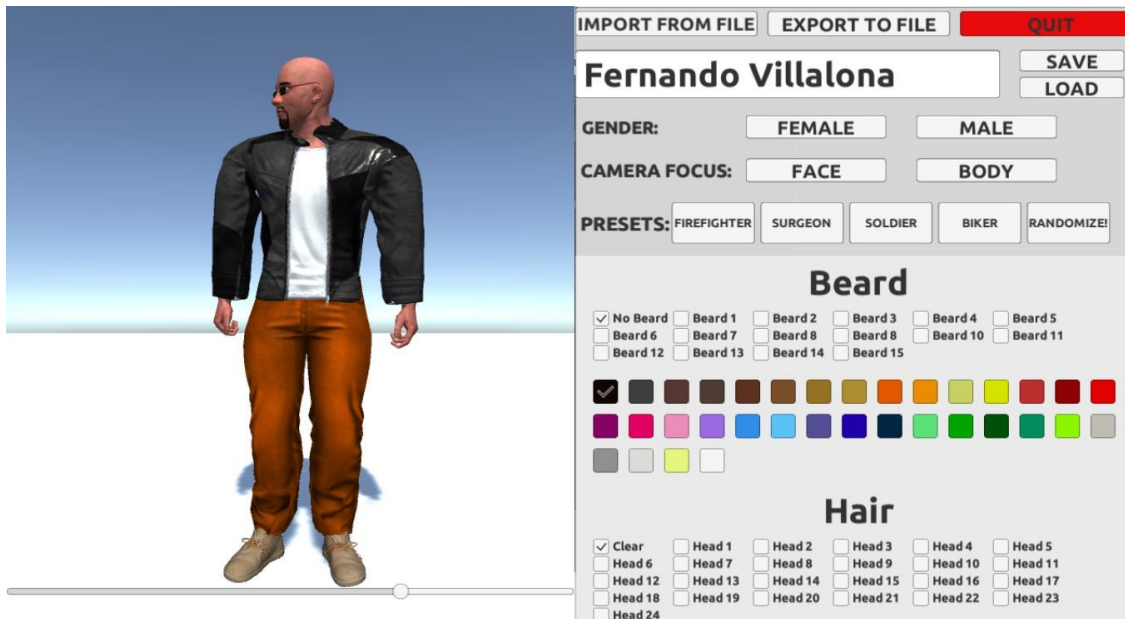 IMPORT FROM FILE EXPORT TO FILE QUIT
Fernando Villalona
SAVE
LOAD
GENDER: FEMALE MALE
CAMERA FOCUS: FACE BODY
PRESETS: FIREFIGHTER SURGEON SOLDIER BIKER RANDOMIZE!
Beard
No Beard Beard 1 Beard 2 Beard 3 Beard 4 Beard 5
Beard 6 Beard 7 Beard 8 Beard 8 Beard 10 Beard 11
Beard 12 Beard 13 Beard 14 Beard 15
Hair
Clear Head 1 Head 2 Head 3 Head 4 Head 5
Head 6 Head 7 Head 8 Head 9 Head 10 Head 11
Head 12 Head 13 Head 14 Head 15 Head 16 Head 17
Head 18 Head 19 Head 20 Head 21 Head 22 Head 23
Head 24